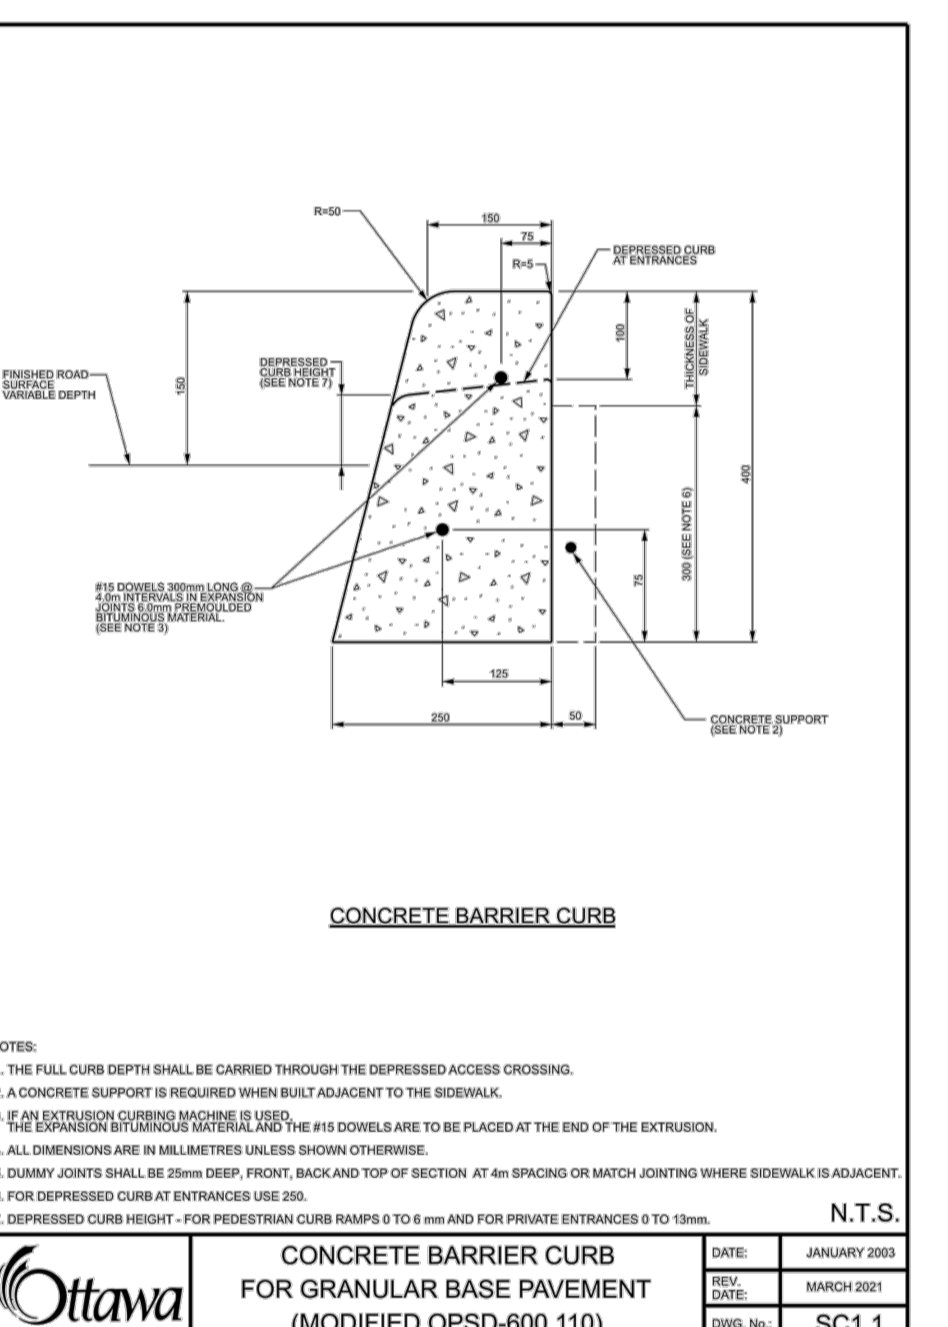 R=50
150
75
R=5
DEPRESSED CURB
AT ENTRANCES
100
THICKNESS OF
SIDEWALK
FINISHED ROAD
SURFACE
VARIABLE DEPTH
150
DEPRESSED
CURB HEIGHT
(SEE NOTE 7)
400
300 (SEE NOTE 6)
75
#15 DOWELS 300mm LONG @
4.0m INTERVALS IN EXPANSION
JOINTS 6.0mm PREMOULDED
BITUMINOUS MATERIAL.
(SEE NOTE 3)
125
250
50
CONCRETE SUPPORT
(SEE NOTE 2)
CONCRETE BARRIER CURB
OTES:
. THE FULL CURB DEPTH SHALL BE CARRIED THROUGH THE DEPRESSED ACCESS CROSSING.
. A CONCRETE SUPPORT IS REQUIRED WHEN BUILT ADJACENT TO THE SIDEWALK.
. IF AN EXTRUSION CURBING MACHINE IS USED,
THE EXPANSION BITUMINOUS MATERIAL AND THE #15 DOWELS ARE TO BE PLACED AT THE END OF THE EXTRUSION.
. ALL DIMENSIONS ARE IN MILLIMETRES UNLESS SHOWN OTHERWISE.
. DUMMY JOINTS SHALL BE 25mm DEEP, FRONT, BACK AND TOP OF SECTION AT 4m SPACING OR MATCH JOINTING WHERE SIDEWALK IS ADJACENT.
. FOR DEPRESSED CURB AT ENTRANCES USE 250.
. DEPRESSED CURB HEIGHT - FOR PEDESTRIAN CURB RAMPS 0 TO 6 mm AND FOR PRIVATE ENTRANCES 0 TO 13mm.
N.T.S.
Ottawa
CONCRETE BARRIER CURB
FOR GRANULAR BASE PAVEMENT
(MODIFIED OPSD-600.110)
DATE: JANUARY 2003
REV.
DATE: MARCH 2021
DWG. No.: SC1.1